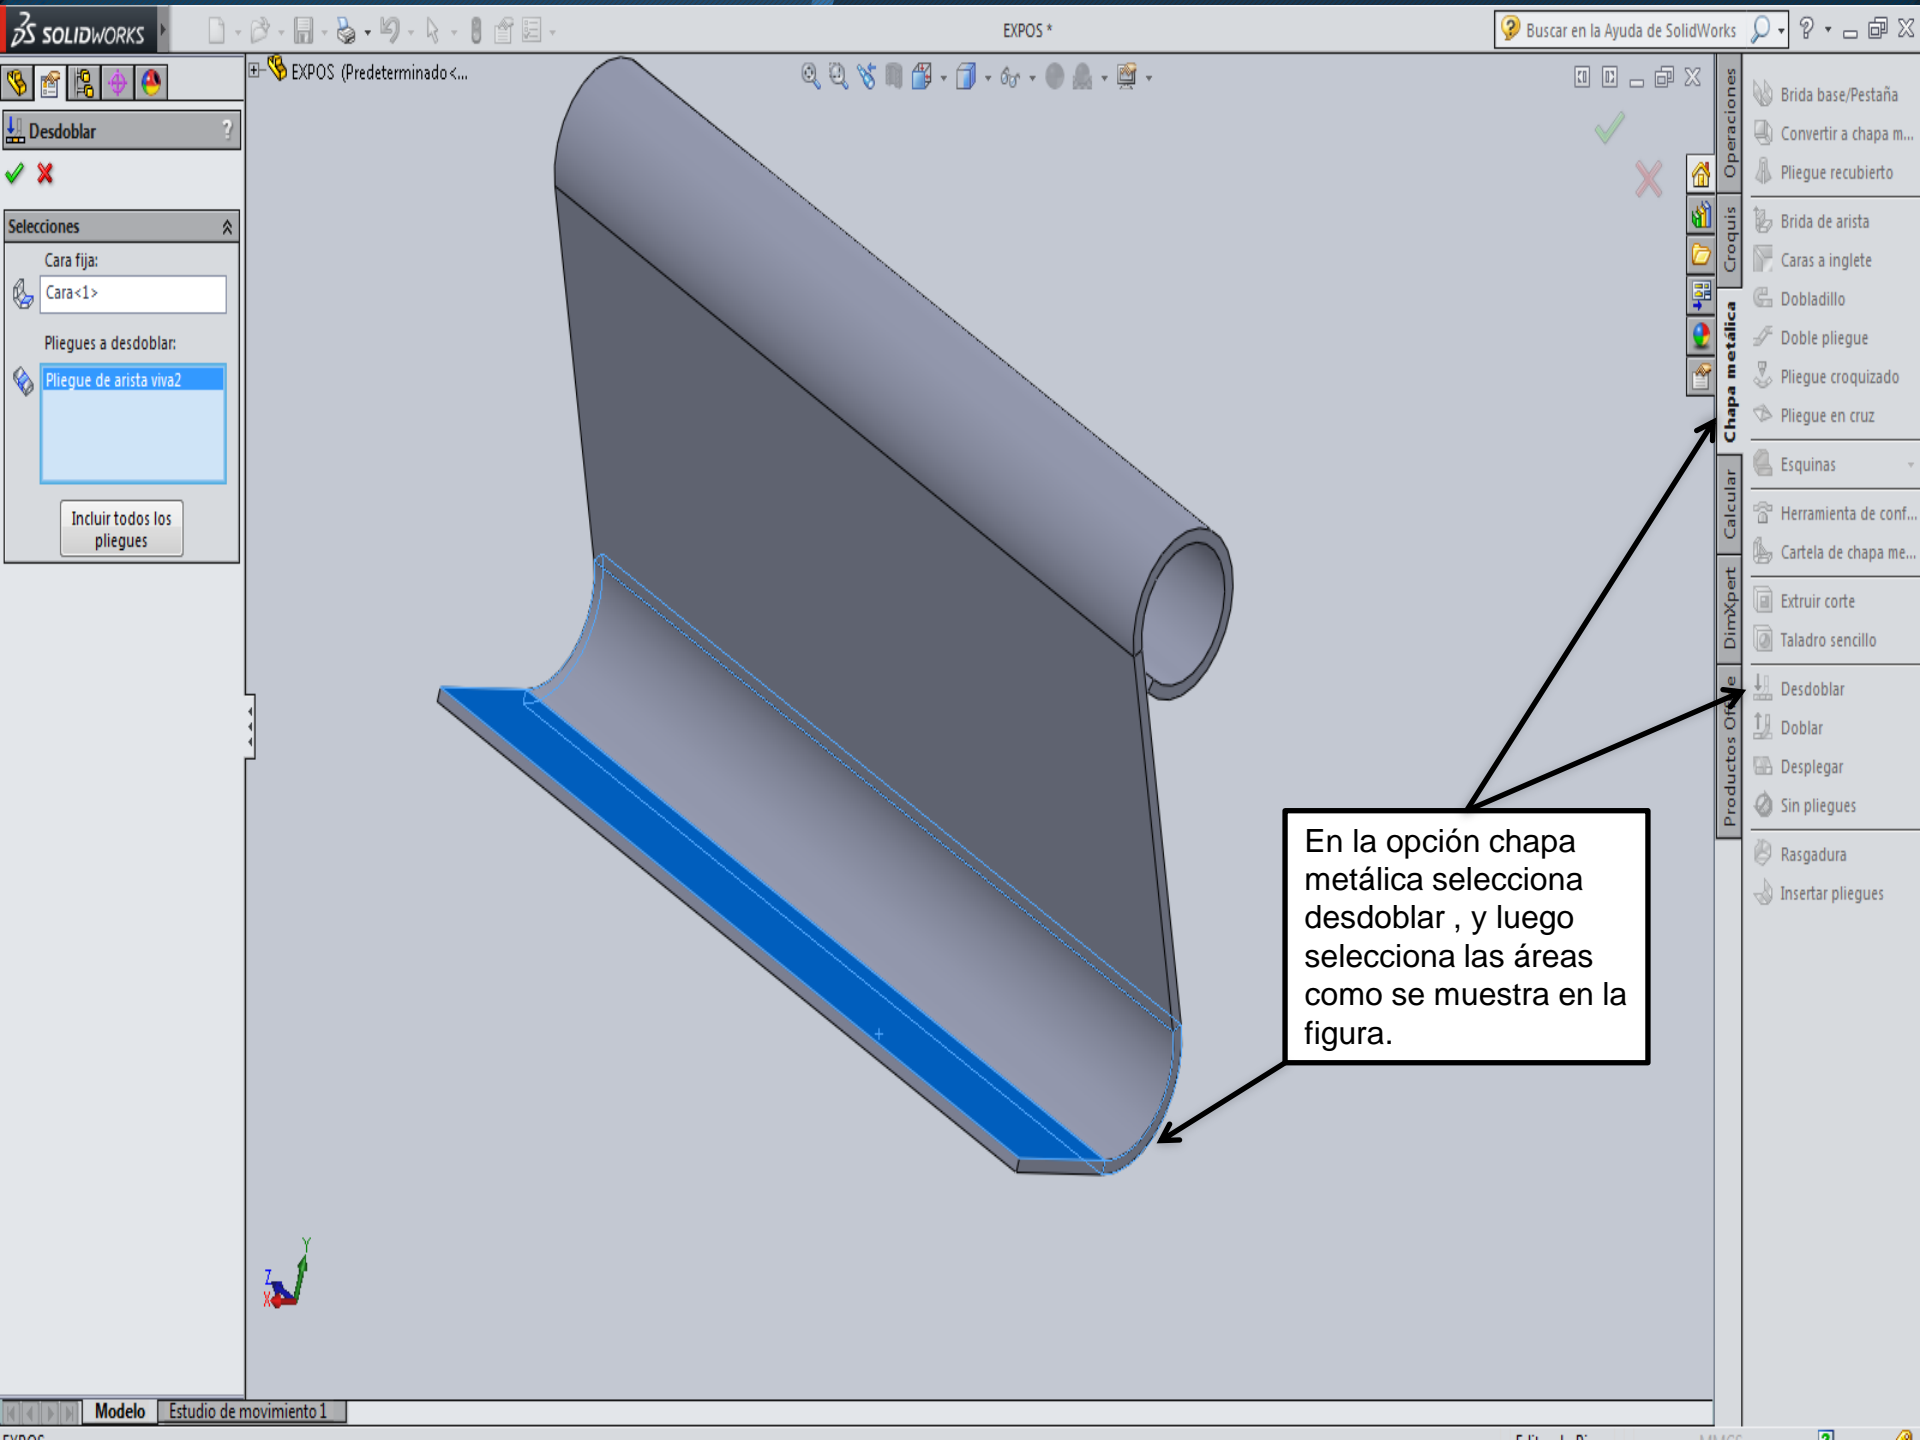 SOLIDWORKS
EXPOS *
Buscar en la Ayuda de SolidWorks
EXPOS (Predeterminado<...
Desdoblar
Selecciones
Cara fija:
Cara<1>
Pliegues a desdoblar:
Pliegue de arista viva2
Incluir todos los
pliegues
Operaciones
Croquis
Chapa metálica
Calcular
DimXpert
Productos
Brida base/Pestaña
Convertir a chapa m...
Pliegue recubierto
Brida de arista
Caras a inglete
Dobladillo
Doble pliegue
Pliegue croquizado
Pliegue en cruz
Esquinas
Herramienta de conf...
Cartela de chapa me...
Extruir corte
Taladro sencillo
Desdoblar
Doblar
Desplegar
Sin pliegues
Rasgadura
Insertar pliegues
En la opción chapa
metálica selecciona
desdoblar , y luego
selecciona las áreas
como se muestra en la
figura.
Y
Z
X
Modelo
Estudio de movimiento 1